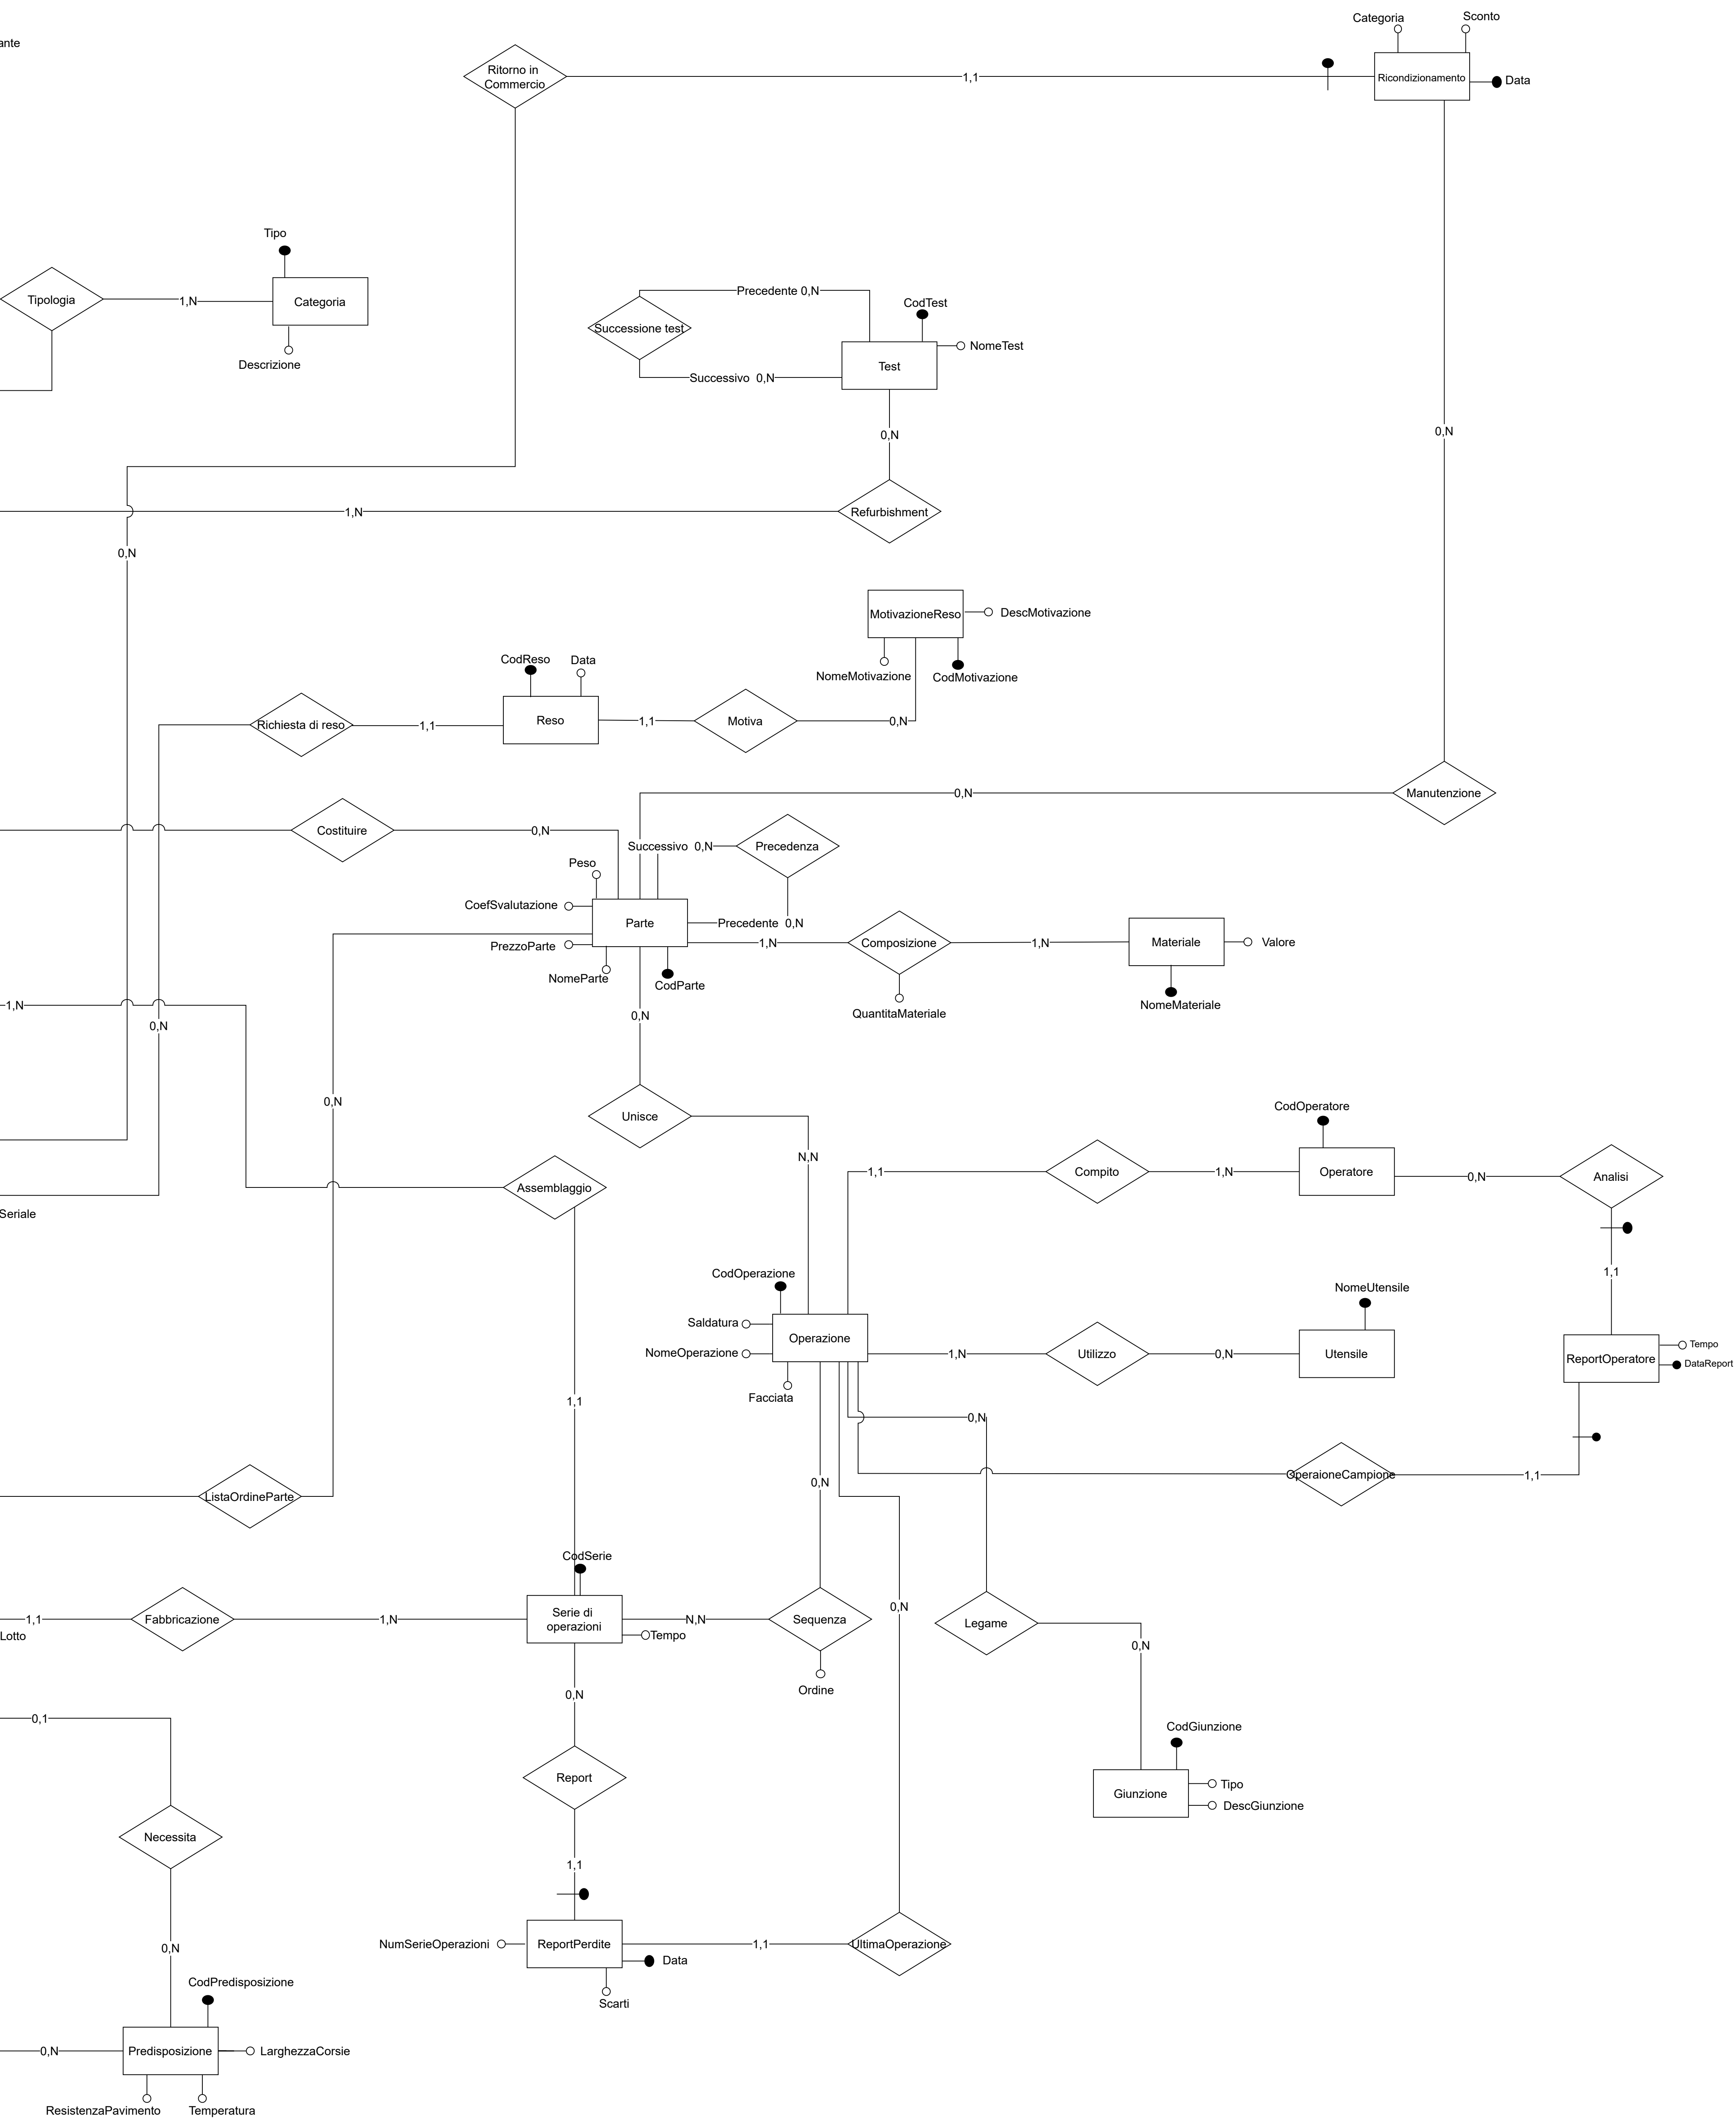 Categoria
Sconto
ante
Ritorno in
Commercio
1,1
Ricondizionamento
Data
Tipo
Tipologia
1,N
Categoria
Descrizione
Precedente 0,N
CodTest
Successione test
NomeTest
Test
Successivo 0,N
0,N
0,N
1,N
Refurbishment
0,N
MotivazioneReso
DescMotivazione
CodReso
Data
NomeMotivazione
CodMotivazione
Richiesta di reso
1,1
Reso
1,1
Motiva
0,N
0,N
Manutenzione
Costituire
0,N
Successivo 0,N
Precedenza
Peso
CoefSvalutazione
Parte
Precedente 0,N
PrezzoParte
1,N
Composizione
1,N
Materiale
Valore
NomeParte
CodParte
1,N
QuantitaMateriale
NomeMateriale
0,N
0,N
0,N
CodOperatore
Unisce
N,N
1,1
Compito
1,N
Operatore
0,N
Analisi
Assemblaggio
Seriale
CodOperazione
1,1
NomeUtensile
Saldatura
Operazione
NomeOperazione
1,N
Utilizzo
0,N
Utensile
ReportOperatore
Tempo
DataReport
Facciata
1,1
0,N
0,N
OperaioneCampione
1,1
ListaOrdineParte
CodSerie
0,N
1,1
Fabbricazione
1,N
Serie di
operazioni
N,N
Sequenza
Legame
Lotto
Tempo
0,N
Ordine
0,N
0,1
CodGiunzione
Report
Giunzione
Tipo
DescGiunzione
Necessita
1,1
0,N
NumSerieOperazioni
ReportPerdite
1,1
UltimaOperazione
Data
CodPredisposizione
Scarti
0,N
Predisposizione
LarghezzaCorsie
ResistenzaPavimento
Temperatura